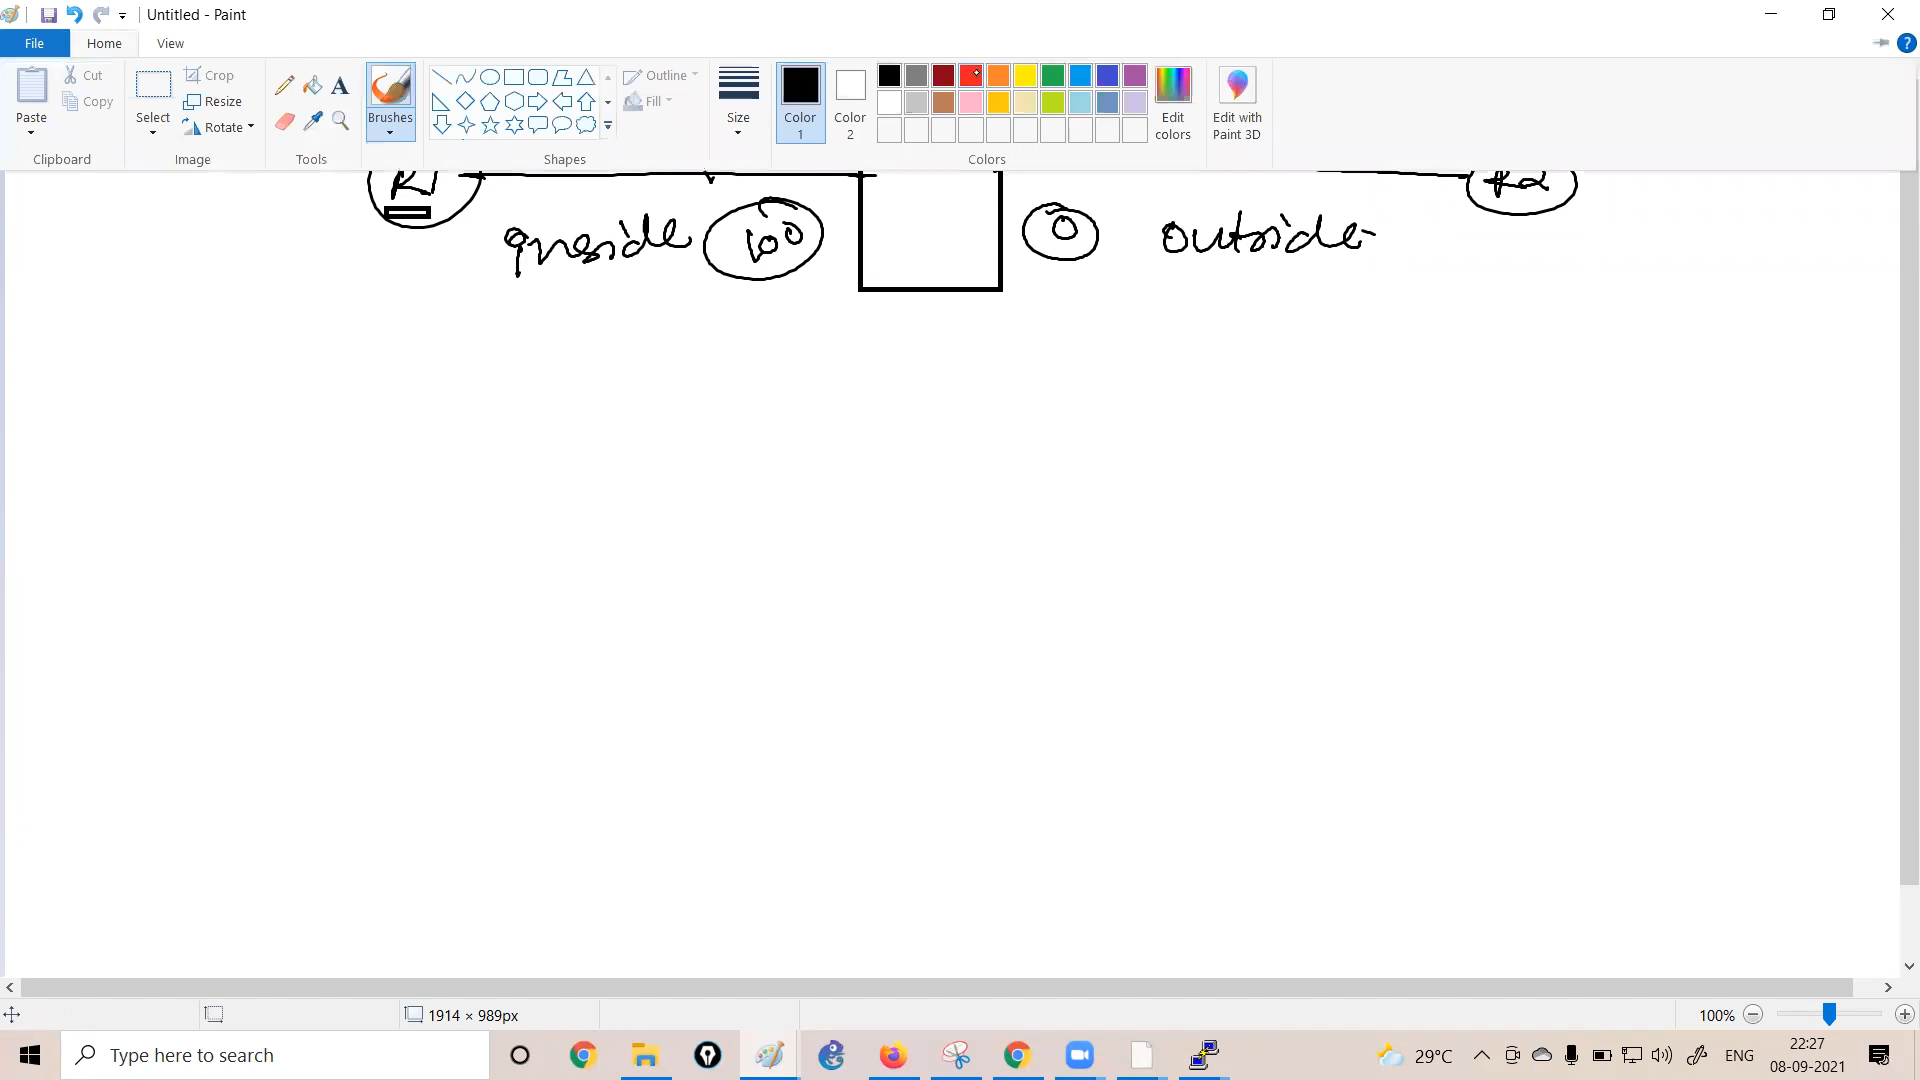 Untitled - Paint
File Home View
Paste Cut Copy Select Crop Resize Rotate Brushes Outline Fill Size Color 1 Color 2 Edit colors Edit with Paint 3D
Clipboard Image Tools Shapes Colors
R1 R2
inside 100 0 outside
1914 × 989px 100%
Type here to search 29°C ENG 22:27
08-09-2021